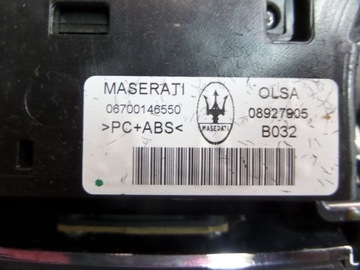 MASERATI OLSA
06700146550 08927905
>PC+ABS< MASERATI B032